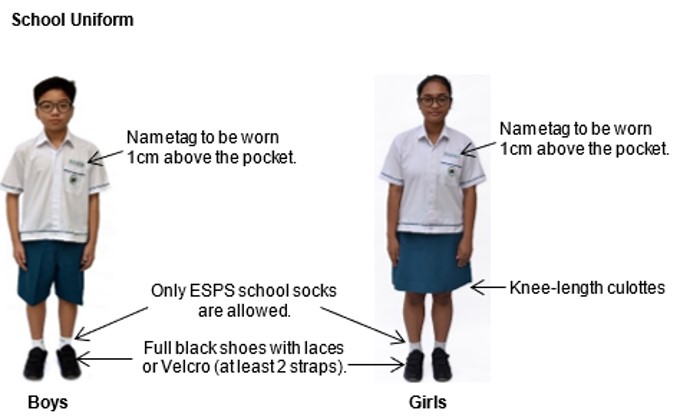 School Uniform
Nametag to be worn
1cm above the pocket.
Nametag to be worn
1cm above the pocket.
Only ESPS school socks
are allowed.
Knee-length culottes
Full black shoes with laces
or Velcro (at least 2 straps).
Boys
Girls